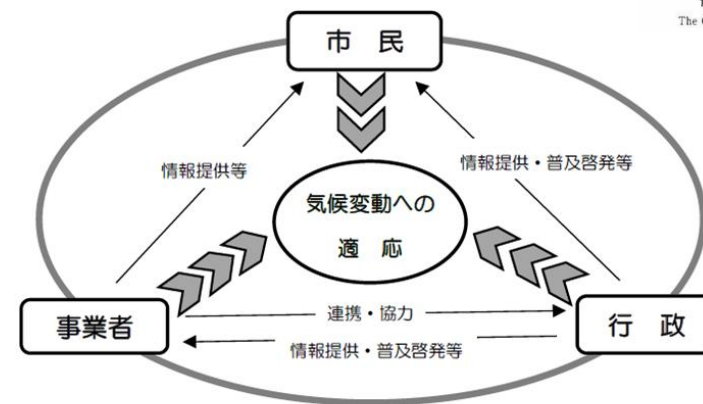 The
市　民
情報提供等
情報提供・普及啓発等
気候変動への
適　応
事業者
連携・協力
行　政
情報提供・普及啓発等